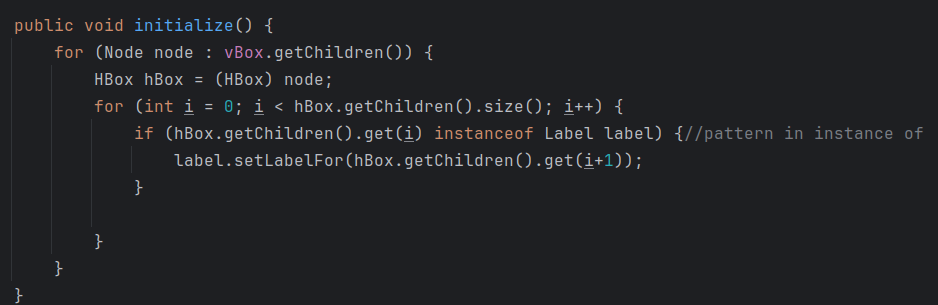 public void initialize() {
    for (Node node : vBox.getChildren()) {
        HBox hBox = (HBox) node;
        for (int i = 0; i < hBox.getChildren().size(); i++) {
            if (hBox.getChildren().get(i) instanceof Label label) {//pattern in instance of
                label.setLabelFor(hBox.getChildren().get(i+1));
            }

        }
    }
}